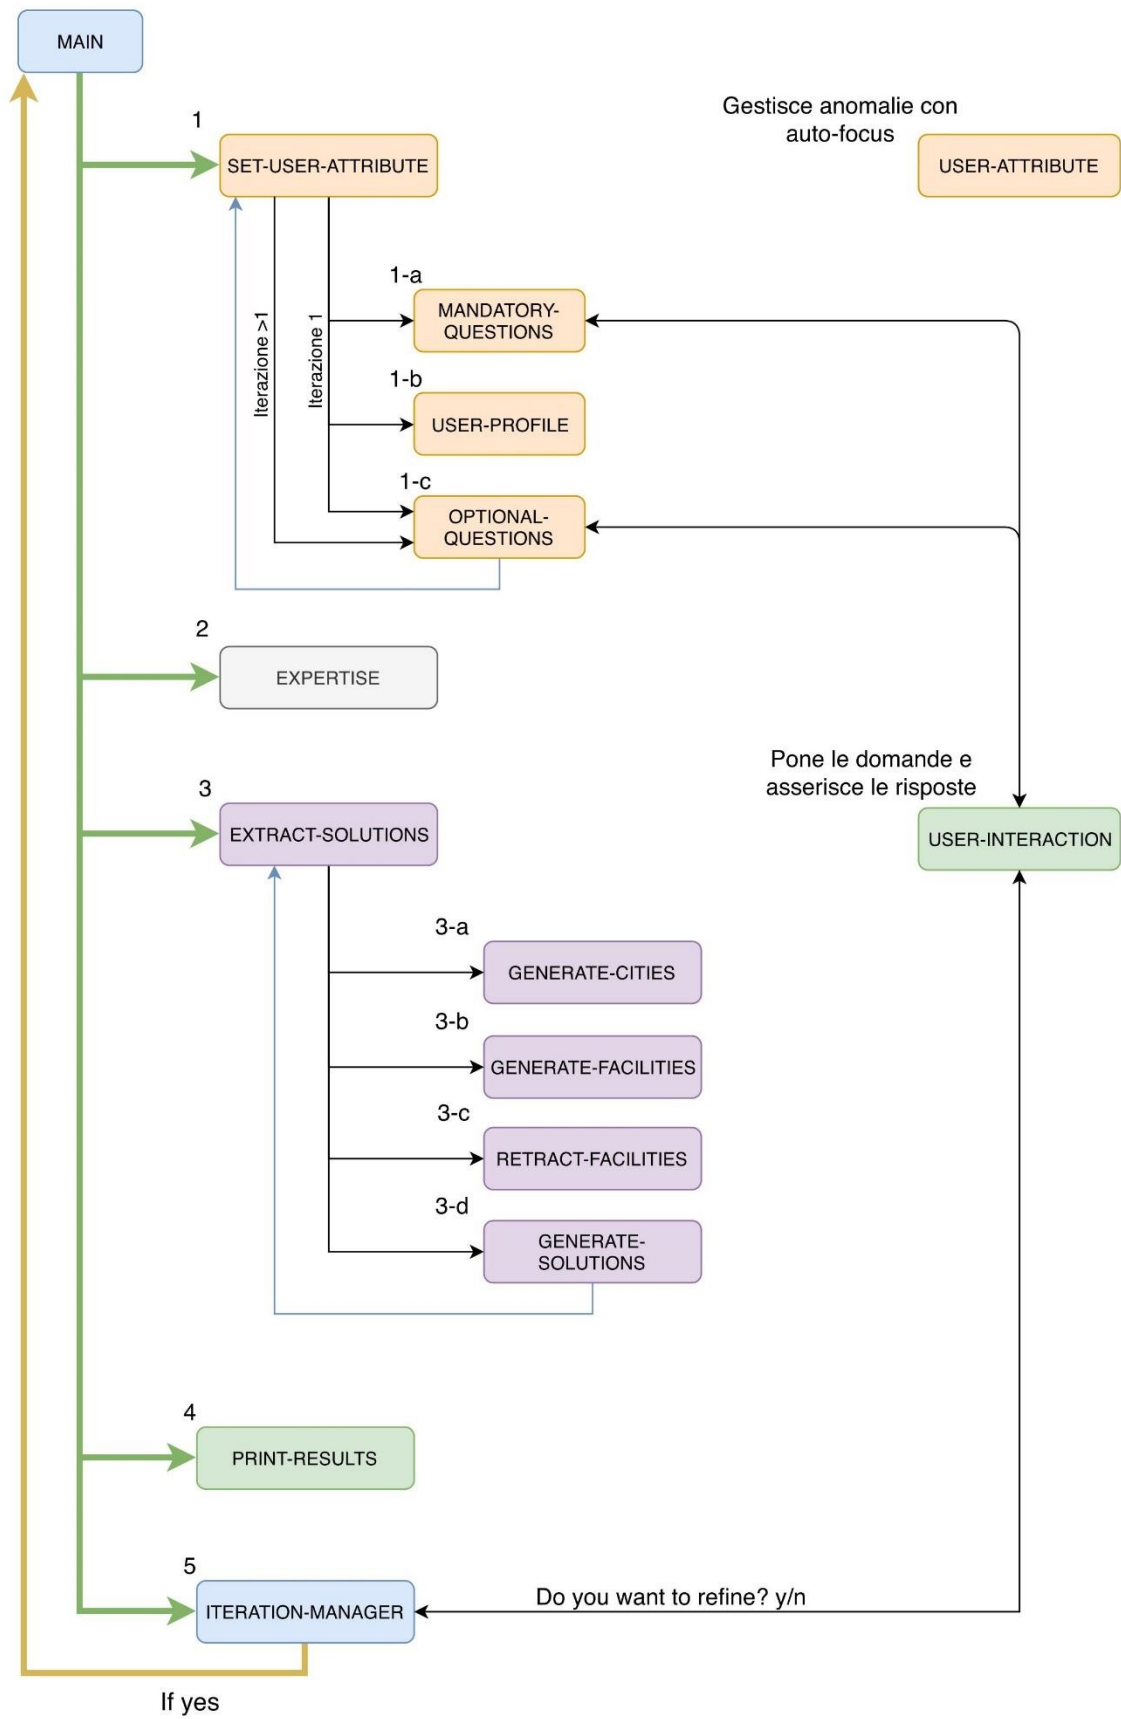 MAIN
1
Gestisce anomalie con
auto-focus
SET-USER-ATTRIBUTE
USER-ATTRIBUTE
Iterazione >1
Iterazione 1
1-a
MANDATORY-
QUESTIONS
1-b
USER-PROFILE
1-c
OPTIONAL-
QUESTIONS
2
EXPERTISE
Pone le domande e
asserisce le risposte
3
EXTRACT-SOLUTIONS
USER-INTERACTION
3-a
GENERATE-CITIES
3-b
GENERATE-FACILITIES
3-c
RETRACT-FACILITIES
3-d
GENERATE-
SOLUTIONS
4
PRINT-RESULTS
5
ITERATION-MANAGER
Do you want to refine? y/n
If yes